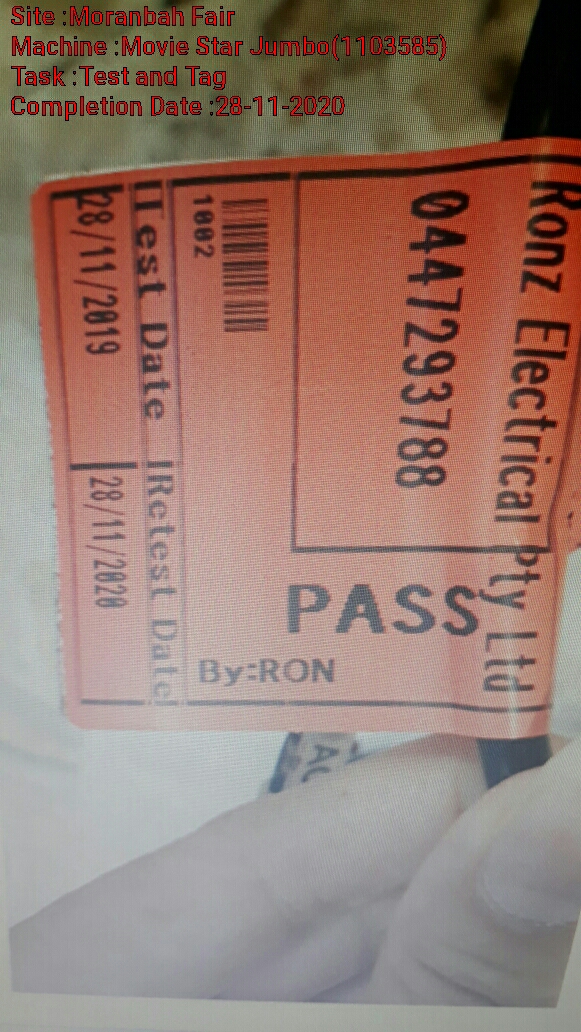 Site :Moranbah Fair
Machine :Movie Star Jumbo(1103585)
Task :Test and Tag
Completion Date :28-11-2020
Ronz Electrical Pty Ltd
0447293788
PASS
By:RON
1002
Test Date |Retest Date|
28/11/2019 | 28/11/2020